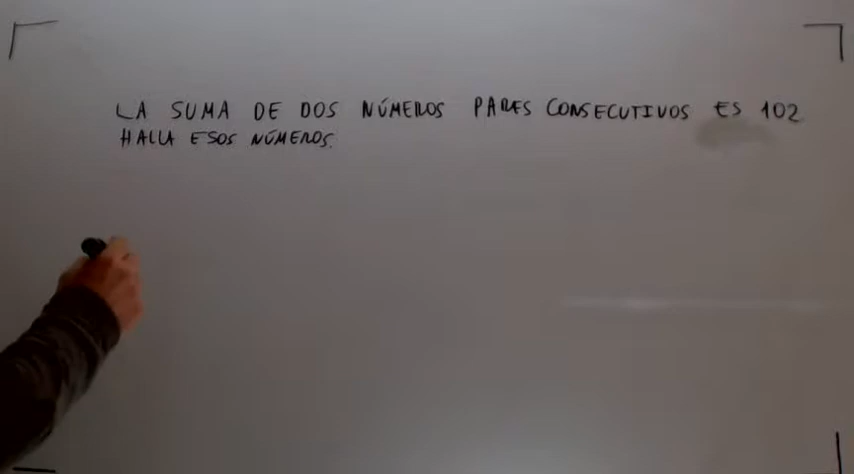 LA SUMA DE DOS NÚMEROS PARES CONSECUTIVOS ES 102
HALLA ESOS NÚMEROS.